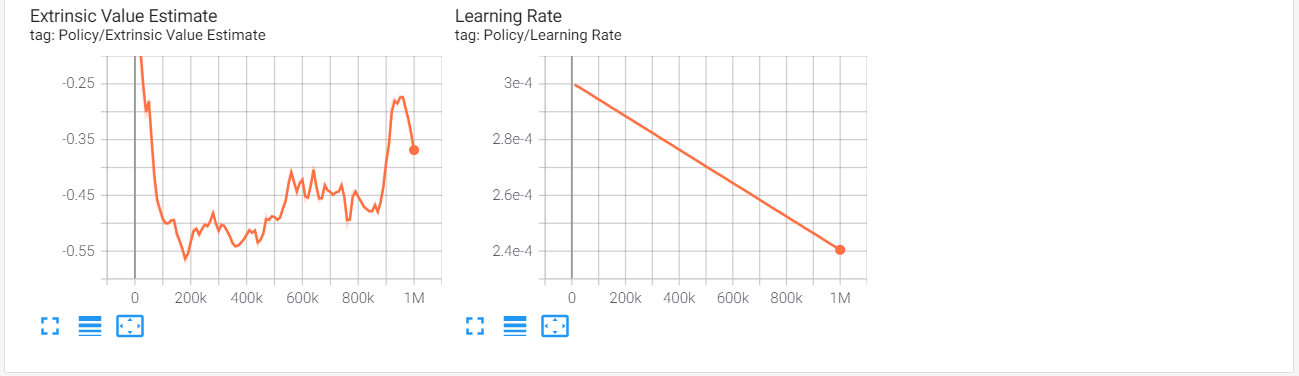 Extrinsic Value Estimate
tag: Policy/Extrinsic Value Estimate
-0.25
-0.35
-0.45
-0.55
0 200k 400k 600k 800k 1M
Learning Rate
tag: Policy/Learning Rate
3e-4
2.8e-4
2.6e-4
2.4e-4
0 200k 400k 600k 800k 1M